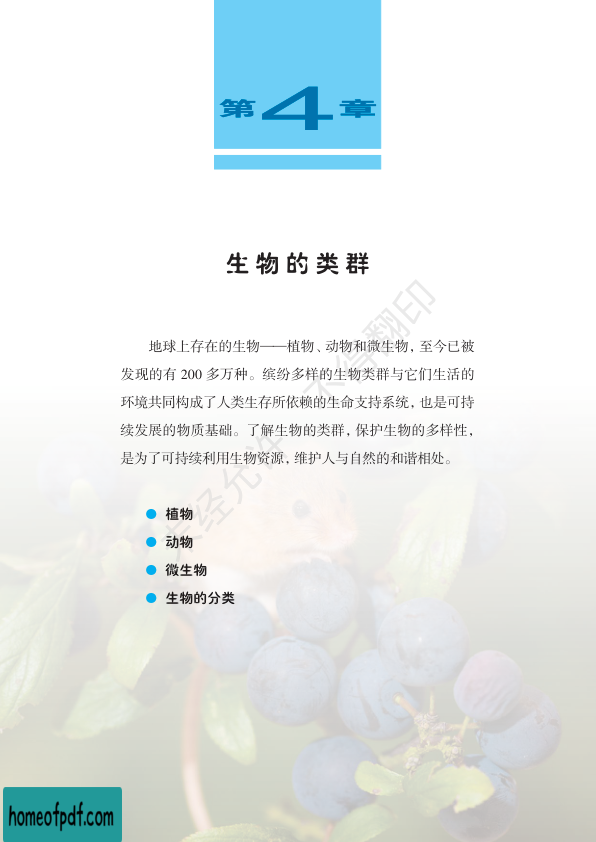 第4章
生物的类群
地球上存在的生物——植物、动物和微生物，至今已被
发现的有 200 多万种。缤纷多样的生物类群与它们生活的
环境共同构成了人类生存所依赖的生命支持系统，也是可持
续发展的物质基础。了解生物的类群，保护生物的多样性，
是为了可持续利用生物资源，维护人与自然的和谐相处。
植物
动物
微生物
生物的分类
未经允许 不得翻印
homeofpdf.com